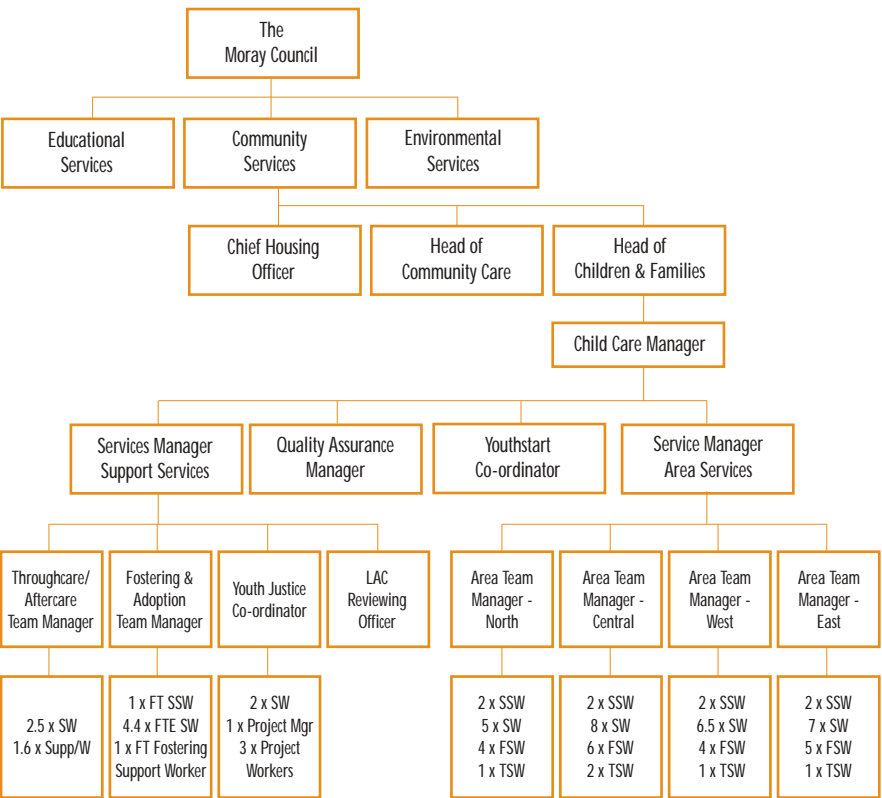 The
Moray Council
Educational
Services
Community
Services
Environmental
Services
Chief Housing
Officer
Head of
Community Care
Head of
Children & Families
Child Care Manager
Services Manager
Support Services
Quality Assurance
Manager
Youthstart
Co-ordinator
Service Manager
Area Services
Throughcare/
Aftercare
Team Manager
Fostering &
Adoption
Team Manager
Youth Justice
Co-ordinator
LAC
Reviewing
Officer
Area Team
Manager -
North
Area Team
Manager -
Central
Area Team
Manager -
West
Area Team
Manager -
East
2.5 x SW
1.6 x Supp/W
1 x FT SSW
4.4 x FTE SW
1 x FT Fostering
Support Worker
2 x SW
1 x Project Mgr
3 x Project
Workers
2 x SSW
5 x SW
4 x FSW
1 x TSW
2 x SSW
8 x SW
6 x FSW
2 x TSW
2 x SSW
6.5 x SW
4 x FSW
1 x TSW
2 x SSW
7 x SW
5 x FSW
1 x TSW